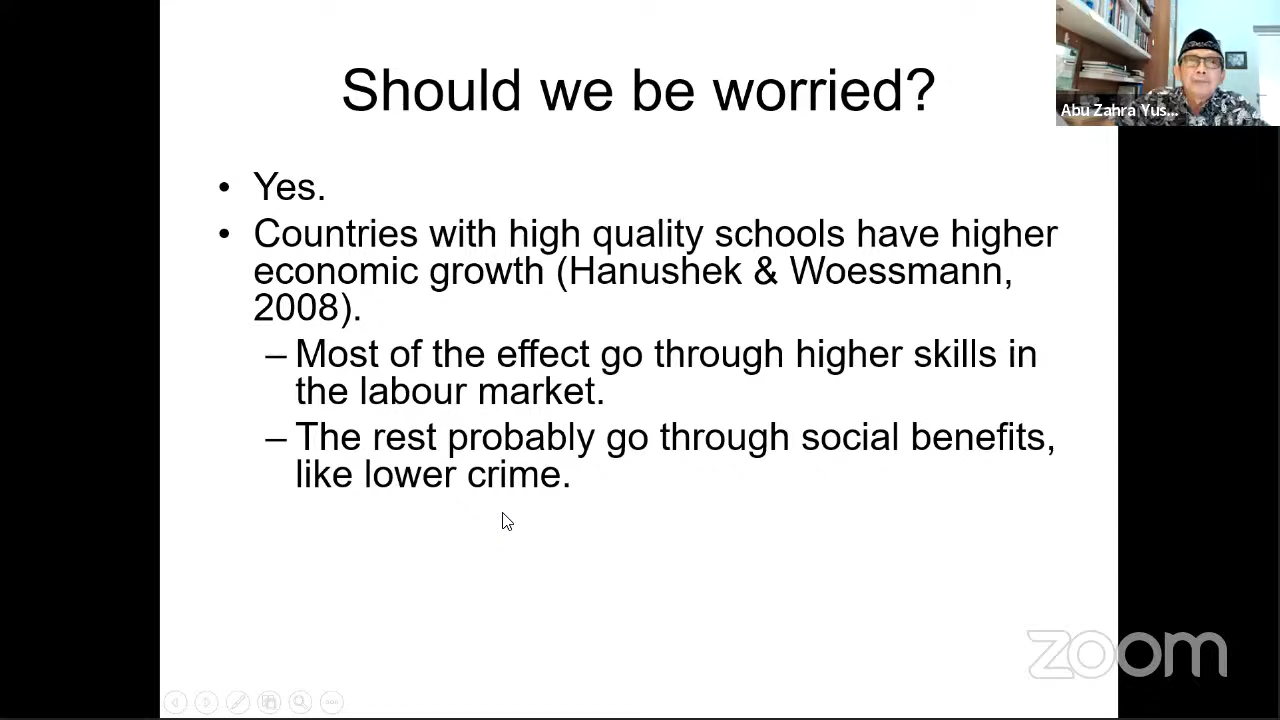 Should we be worried?
Abu Zahra Yus...
• Yes.
• Countries with high quality schools have higher
economic growth (Hanushek & Woessmann,
2008).
– Most of the effect go through higher skills in
the labour market.
– The rest probably go through social benefits,
like lower crime.
zoom